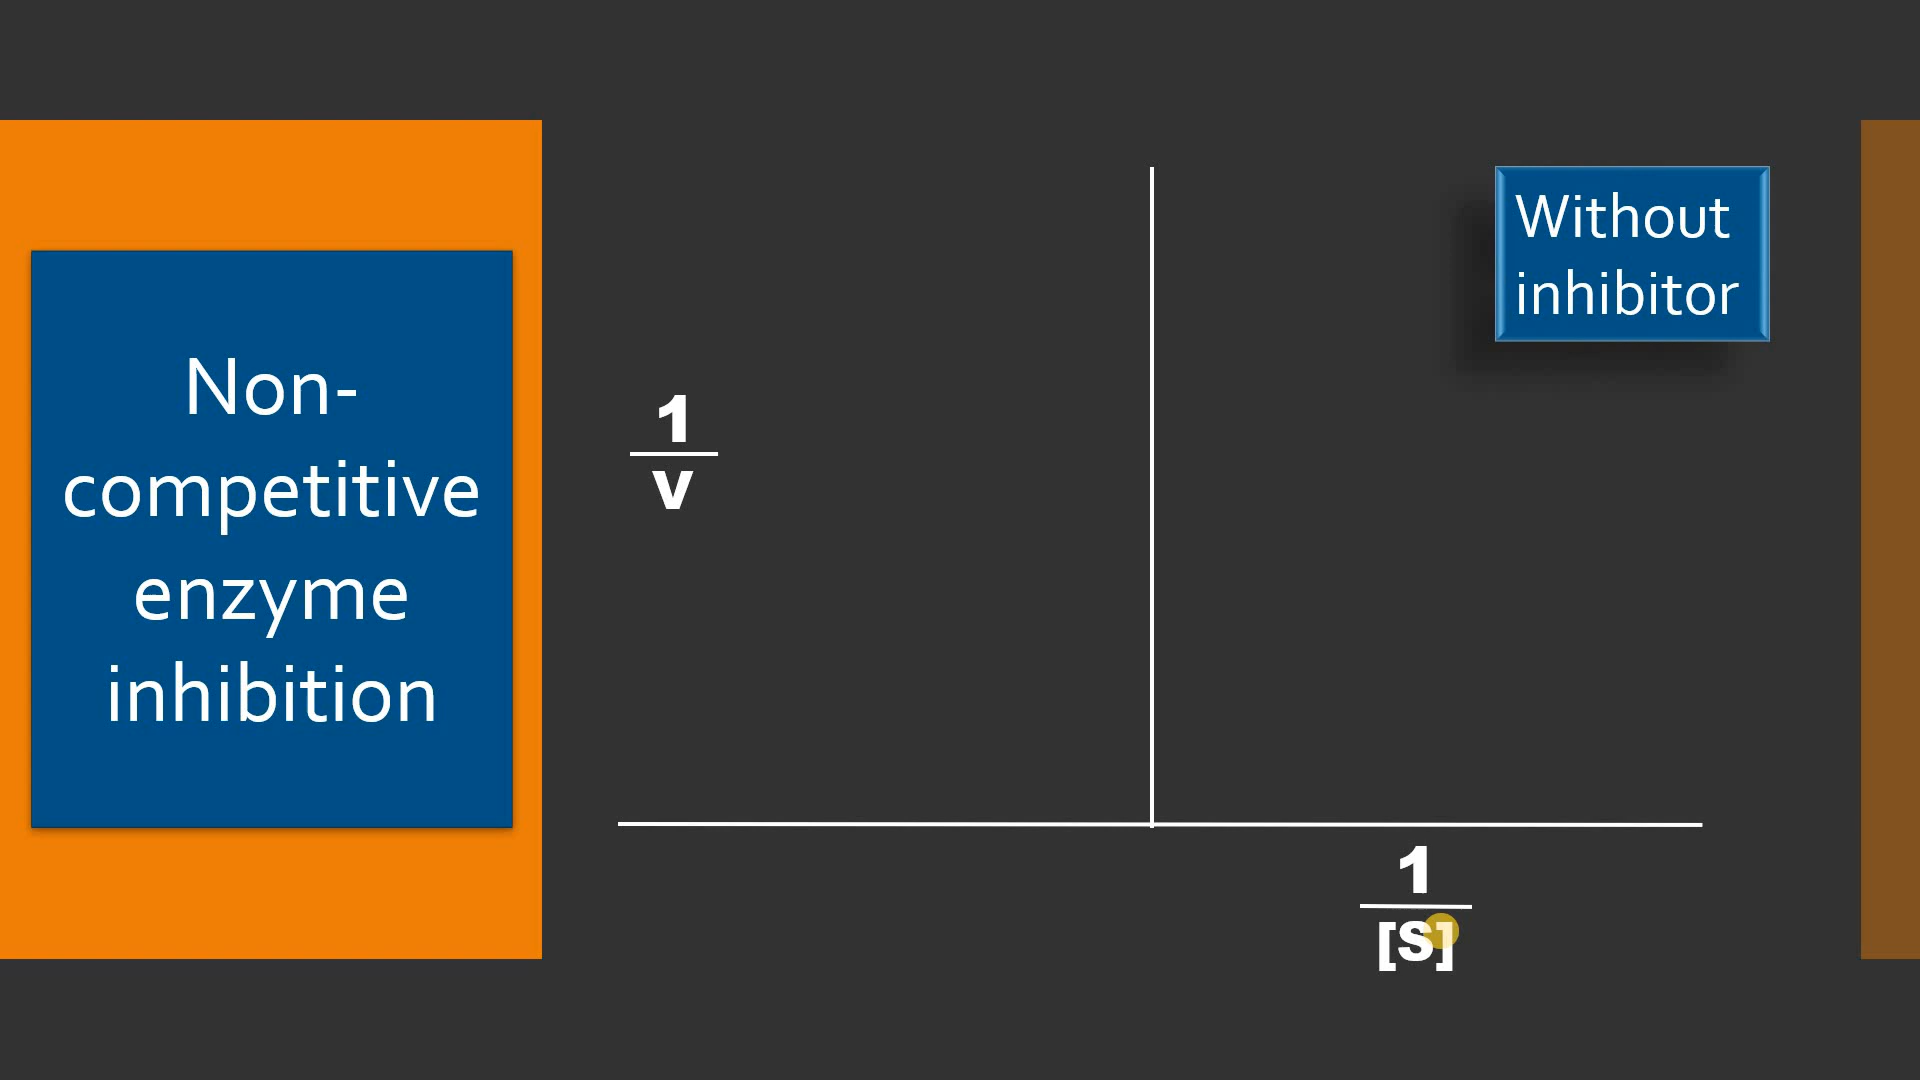 Non-
competitive
enzyme
inhibition
1
v
Without
inhibitor
1
[S]